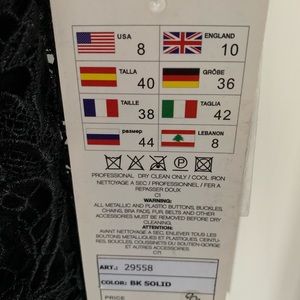 USA
8
ENGLAND
10
TALLA
40
GRÖBE
36
TAILLE
38
TAGLIA
42
размер
44
LEBANON
8
PROFESSIONAL DRY CLEAN ONLY / COOL IRON
NETTOYAGE A SEC / PROFESSIONNEL / FER A
REPASSER DOUX
C1
WARNING:
ALL METALLIC AND PLASTIC BUTTONS, BUCKLES,
CHAINS, BRA PADS, FUR, BELTS AND OTHER
ACCESSORIES MUST BE REMOVED BEFORE DRY
CLEANING.
ATTENTION:
AVANT NETTOYAGE A SEC, ENLEVER TOUS LES
BOUTONS METALLIQUES ET PLASTIQUES, CEINTU-
RES, BOUCLES, COUSSINS DU SOUTIEN-GORGE
ET AUTRES ACCESSOIRES.
ART.: 29558
COLOR: BK SOLID
PRICE